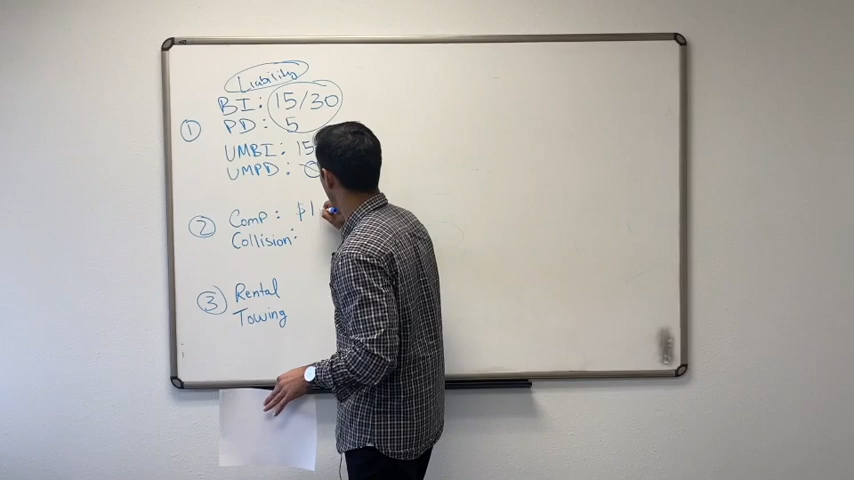 Liability
① BI: 15/30
PD: 5
UMBI: 15
UMPD:
② Comp: $1
Collision:
③ Rental
Towing